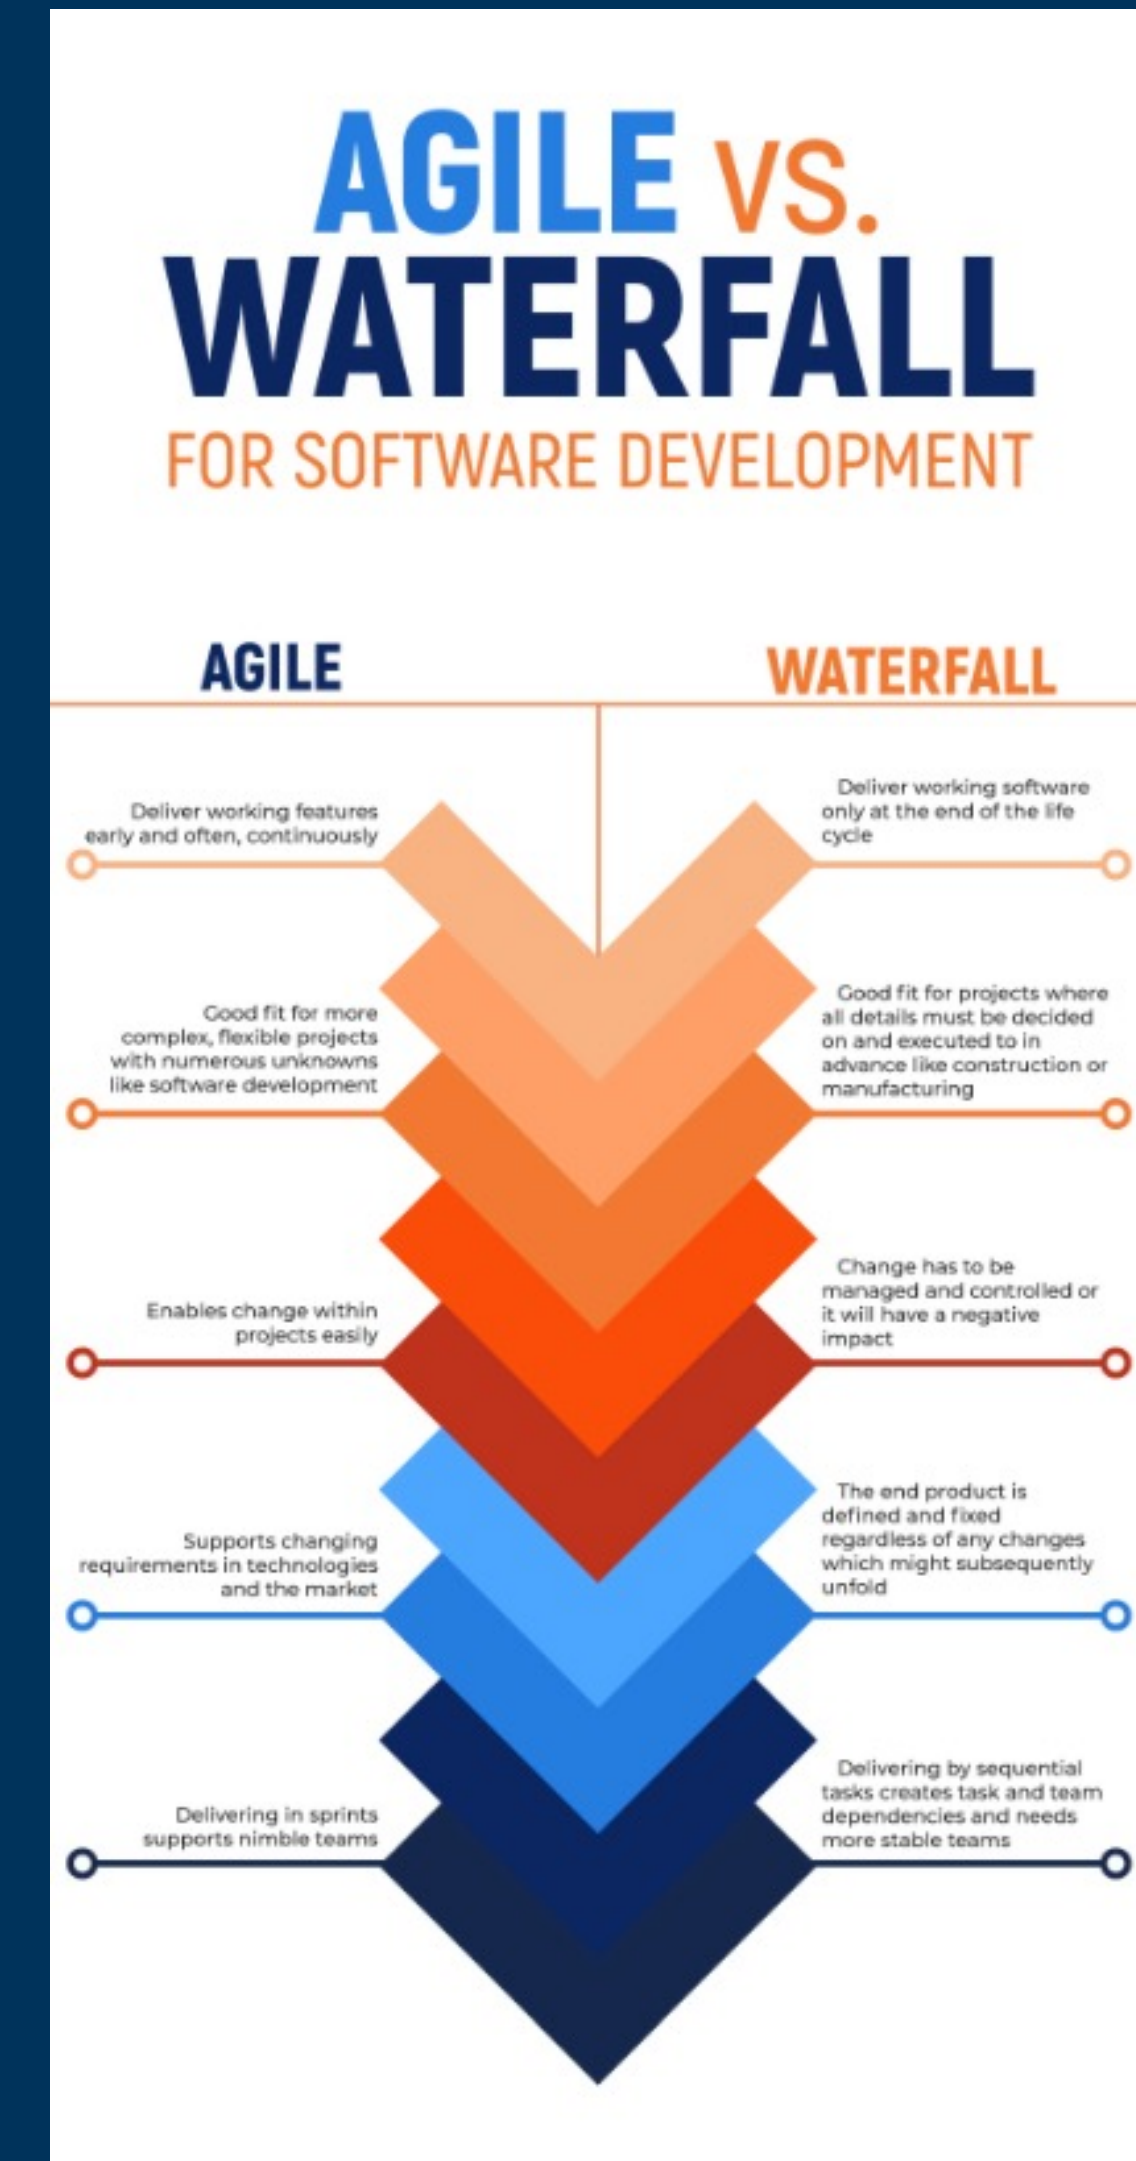 AGILE VS.
WATERFALL
FOR SOFTWARE DEVELOPMENT
AGILE
WATERFALL
Deliver working features
early and often, continuously
Deliver working software
only at the end of the life
cycle
Good fit for more
complex, flexible projects
with numerous unknowns
like software development
Good fit for projects where
all details must be decided
on and executed to in
advance like construction or
manufacturing
Enables change within
projects easily
Change has to be
managed and controlled or
it will have a negative
impact
Supports changing
requirements in technologies
and the market
The end product is
defined and fixed
regardless of any changes
which might subsequently
unfold
Delivering in sprints
supports nimble teams
Delivering by sequential
tasks creates task and team
dependencies and needs
more stable teams